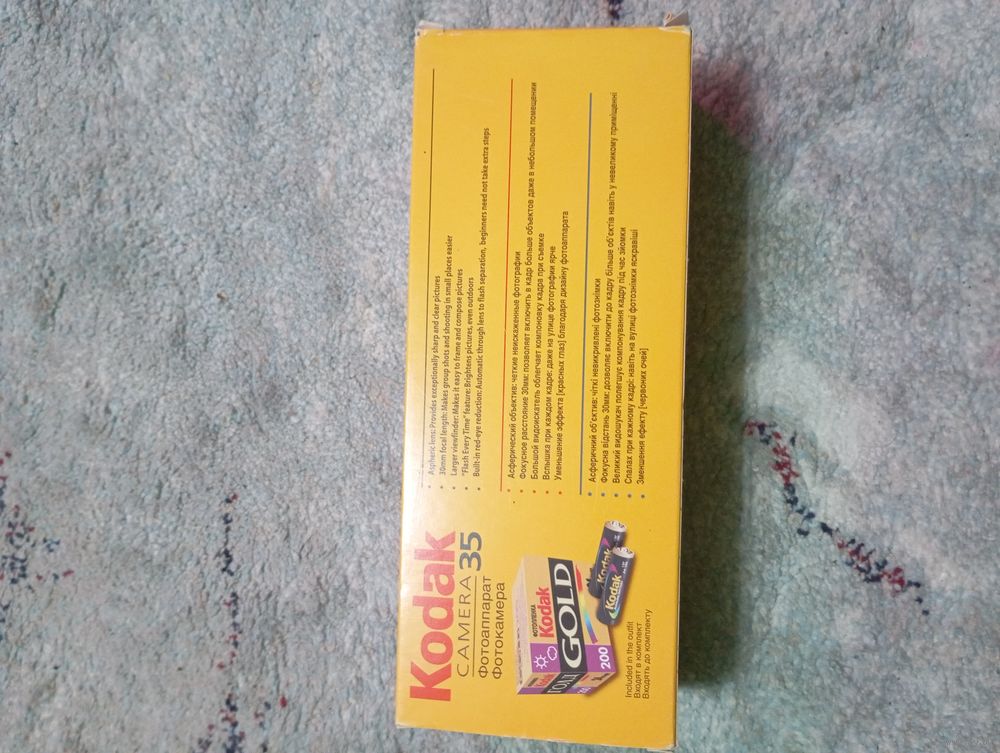 Kodak
CAMERA 35
Фотоаппарат
Фотокамера
Aspheric lens: Provides exceptionally sharp and clear pictures
30mm focal length: Makes group shots and shooting in small places easier
Larger viewfinder: Makes it easy to frame and compose pictures
"Flash Every Time" feature: Brightens pictures, even outdoors
Built-in red-eye reduction: Automatic through lens to flash separation, beginners need not take extra steps
Асферический объектив: четкие неискаженные фотографии
Фокусное расстояние 30мм: позволяет включить в кадр больше объектов даже в небольшом помещении
Большой видоискатель облегчает компоновку кадра при съемке
Вспышка при каждом кадре: даже на улице фотографии ярче
Уменьшение эффекта [красных глаз] благодаря дизайну фотоаппарата
Асферичний об'єктив: чіткі невикривлені фотознімки
Фокусна відстань 30мм: дозволяє включити до кадру більше об'єктів навіть у невеликому приміщенні
Великий видошукач полегшує компонування кадру під час зйомки
Спалах при кажному кадрі: навіть на вулиці фотознімки яскравіші
Зменшення ефекту [червоних очей]
ФОТОПЛЕНКА
Kodak
GOLD
200
Kodak
Kodak
Included in the outfit
Входят в комплект
Входять до комплекту